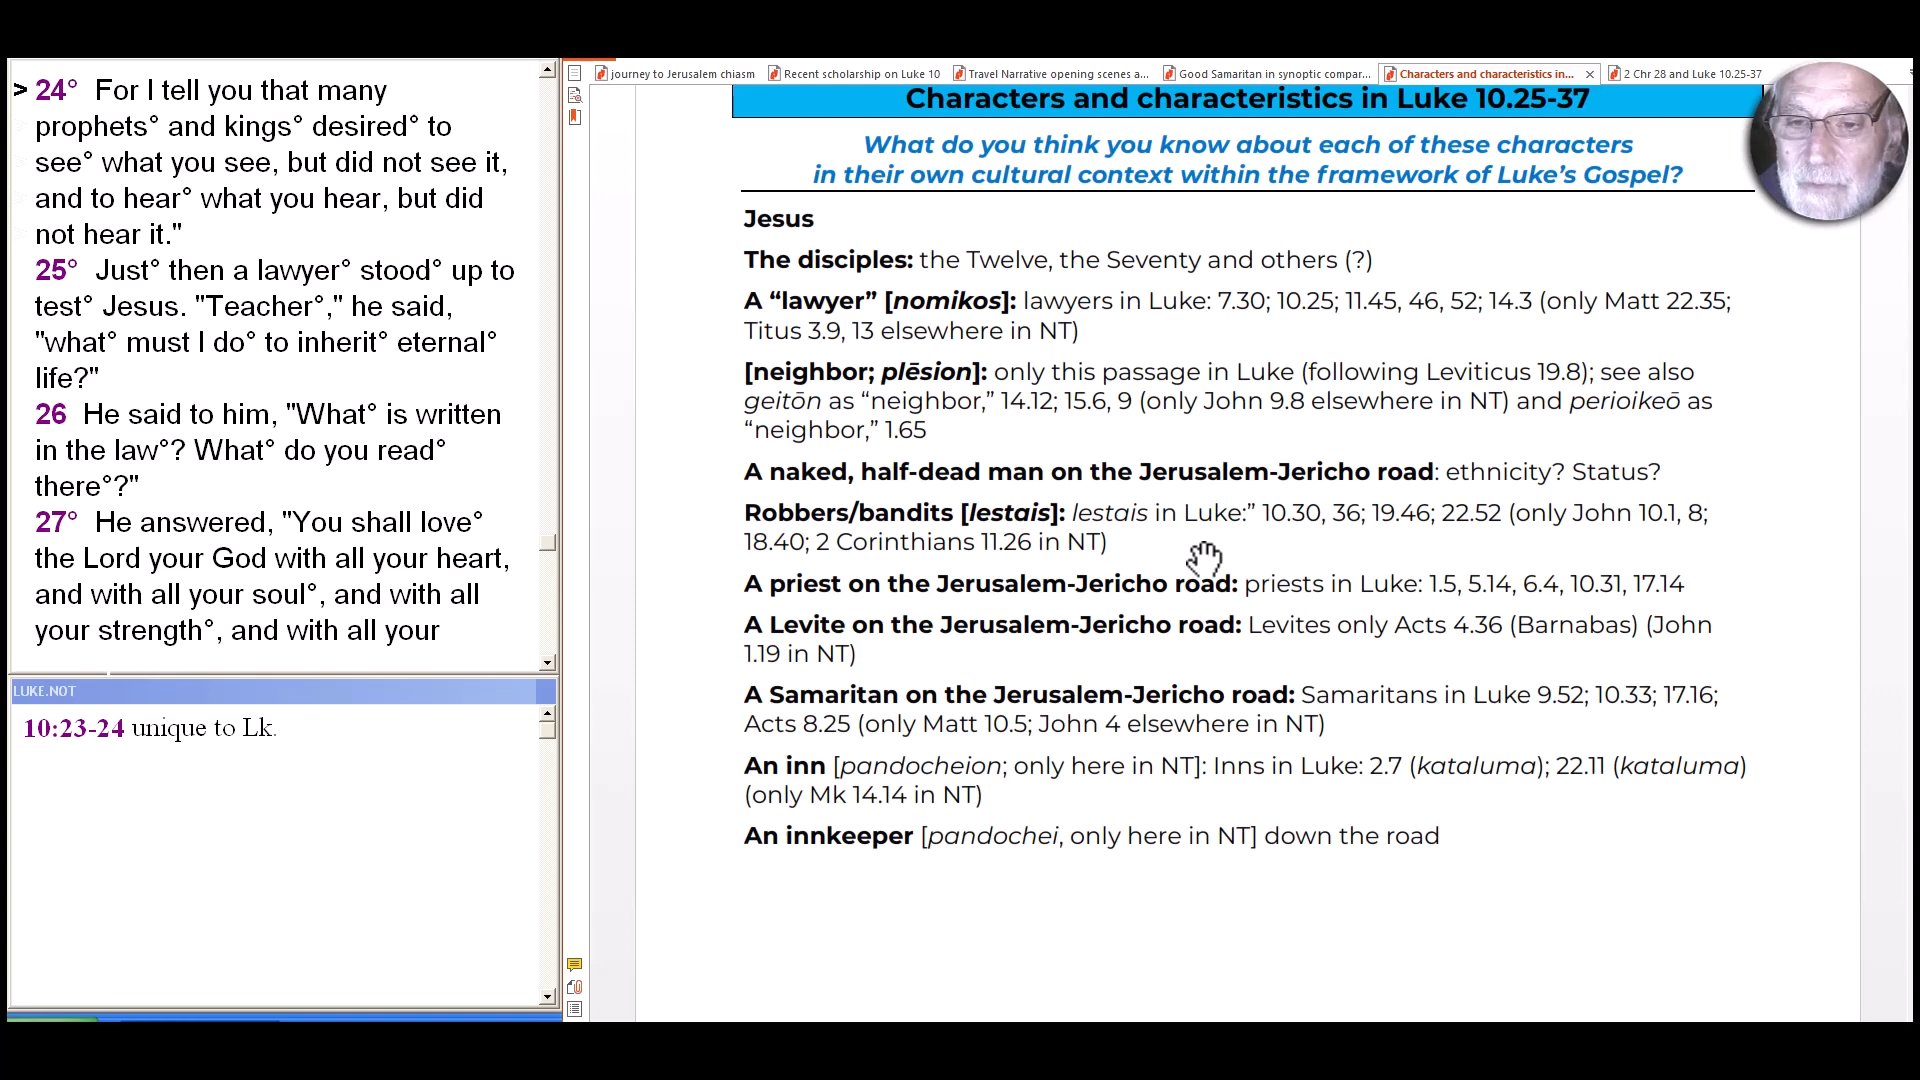 > 24° For I tell you that many
prophets° and kings° desired° to
see° what you see, but did not see it,
and to hear° what you hear, but did
not hear it."
25° Just° then a lawyer° stood° up to
test° Jesus. "Teacher°," he said,
"what° must I do° to inherit° eternal°
life?"
26 He said to him, "What° is written
in the law°? What° do you read°
there°?"
27° He answered, "You shall love°
the Lord your God with all your heart,
and with all your soul°, and with all
your strength°, and with all your
LUKE.NOT
10:23-24 unique to Lk.
journey to Jerusalem chiasm
Recent scholarship on Luke 10
Travel Narrative opening scenes a...
Good Samaritan in synoptic compar...
Characters and characteristics in...
2 Chr 28 and Luke 10.25-37
Characters and characteristics in Luke 10.25-37
What do you think you know about each of these characters
in their own cultural context within the framework of Luke’s Gospel?
Jesus
The disciples: the Twelve, the Seventy and others (?)
A “lawyer” [nomikos]: lawyers in Luke: 7.30; 10.25; 11.45, 46, 52; 14.3 (only Matt 22.35;
Titus 3.9, 13 elsewhere in NT)
[neighbor; plēsion]: only this passage in Luke (following Leviticus 19.8); see also
geitōn as “neighbor,” 14.12; 15.6, 9 (only John 9.8 elsewhere in NT) and perioikeō as
“neighbor,” 1.65
A naked, half-dead man on the Jerusalem-Jericho road: ethnicity? Status?
Robbers/bandits [lestais]: lestais in Luke:” 10.30, 36; 19.46; 22.52 (only John 10.1, 8;
18.40; 2 Corinthians 11.26 in NT)
A priest on the Jerusalem-Jericho road: priests in Luke: 1.5, 5.14, 6.4, 10.31, 17.14
A Levite on the Jerusalem-Jericho road: Levites only Acts 4.36 (Barnabas) (John
1.19 in NT)
A Samaritan on the Jerusalem-Jericho road: Samaritans in Luke 9.52; 10.33; 17.16;
Acts 8.25 (only Matt 10.5; John 4 elsewhere in NT)
An inn [pandocheion; only here in NT]: Inns in Luke: 2.7 (kataluma); 22.11 (kataluma)
(only Mk 14.14 in NT)
An innkeeper [pandochei, only here in NT] down the road